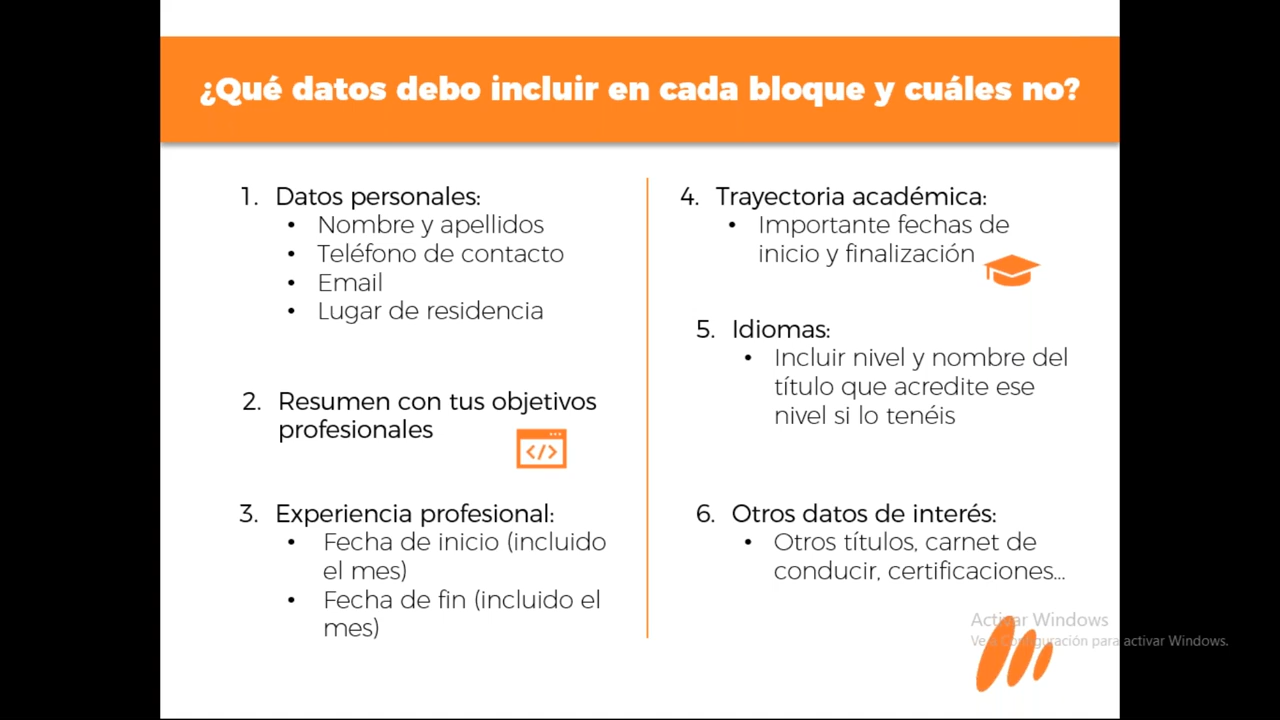 ¿Qué datos debo incluir en cada bloque y cuáles no?
1. Datos personales:
• Nombre y apellidos
• Teléfono de contacto
• Email
• Lugar de residencia
2. Resumen con tus objetivos
profesionales
</>
3. Experiencia profesional:
• Fecha de inicio (incluido
el mes)
• Fecha de fin (incluido el
mes)
4. Trayectoria académica:
• Importante fechas de
inicio y finalización
5. Idiomas:
• Incluir nivel y nombre del
título que acredite ese
nivel si lo tenéis
6. Otros datos de interés:
• Otros títulos, carnet de
conducir, certificaciones...
Activar Windows
Ve a Configuración para activar Windows.